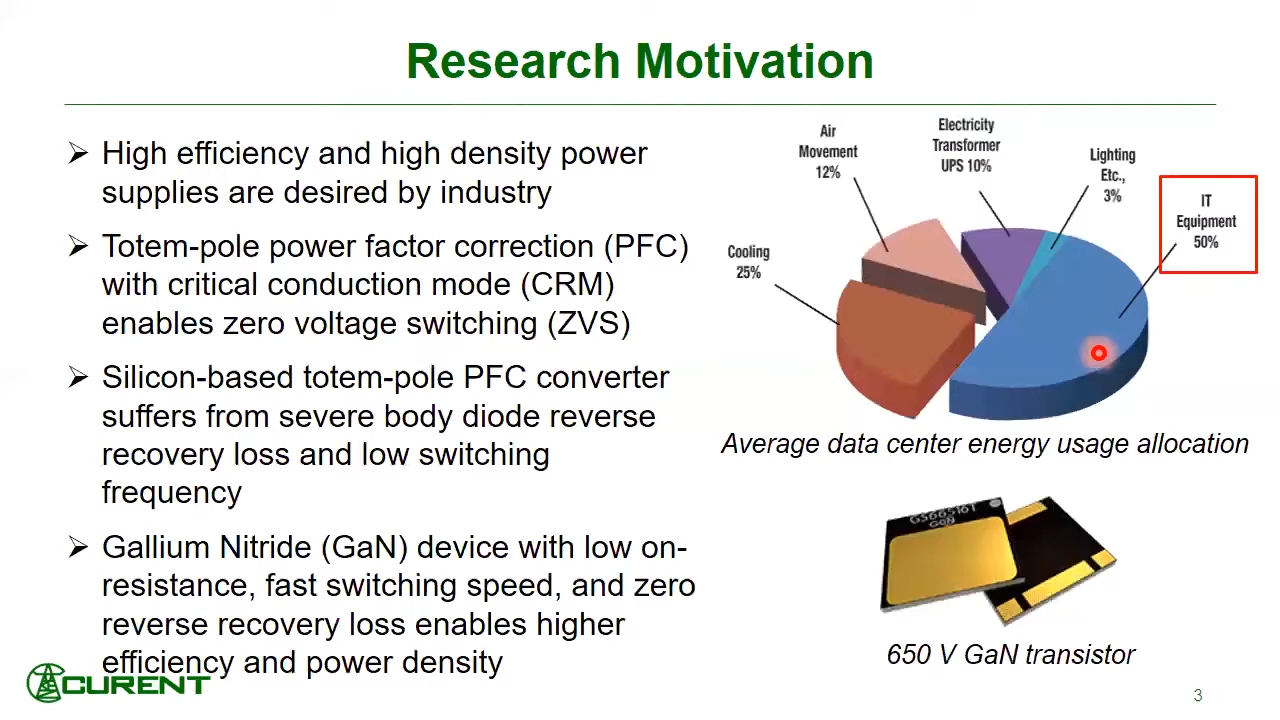 Research Motivation
High efficiency and high density power
supplies are desired by industry
Totem-pole power factor correction (PFC)
with critical conduction mode (CRM)
enables zero voltage switching (ZVS)
Silicon-based totem-pole PFC converter
suffers from severe body diode reverse
recovery loss and low switching
frequency
Gallium Nitride (GaN) device with low on-
resistance, fast switching speed, and zero
reverse recovery loss enables higher
efficiency and power density
Air
Movement
12%
Electricity
Transformer
UPS 10%
Lighting
Etc.,
3%
IT
Equipment
50%
Cooling
25%
Average data center energy usage allocation
GS66516T
GaN
650 V GaN transistor
CURENT
3